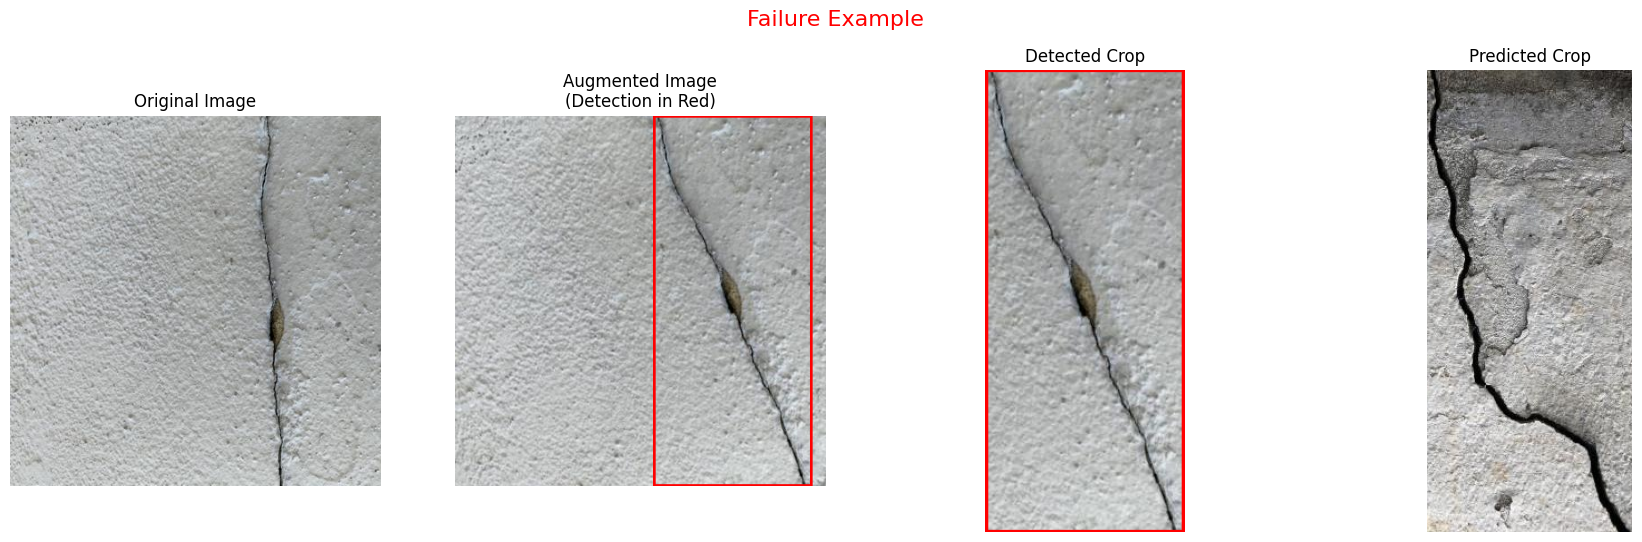 Failure Example
Original Image
Augmented Image
(Detection in Red)
Detected Crop
Predicted Crop